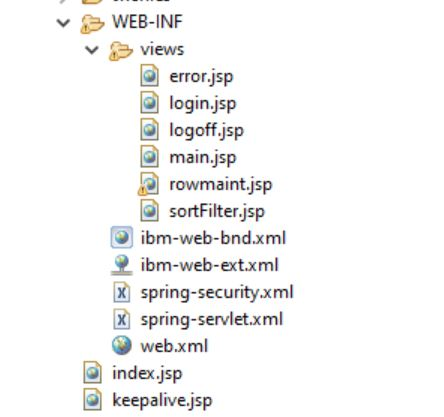 WEB-INF
views
error.jsp
login.jsp
logoff.jsp
main.jsp
rowmaint.jsp
sortFilter.jsp
ibm-web-bnd.xml
ibm-web-ext.xml
spring-security.xml
spring-servlet.xml
web.xml
index.jsp
keepalive.jsp